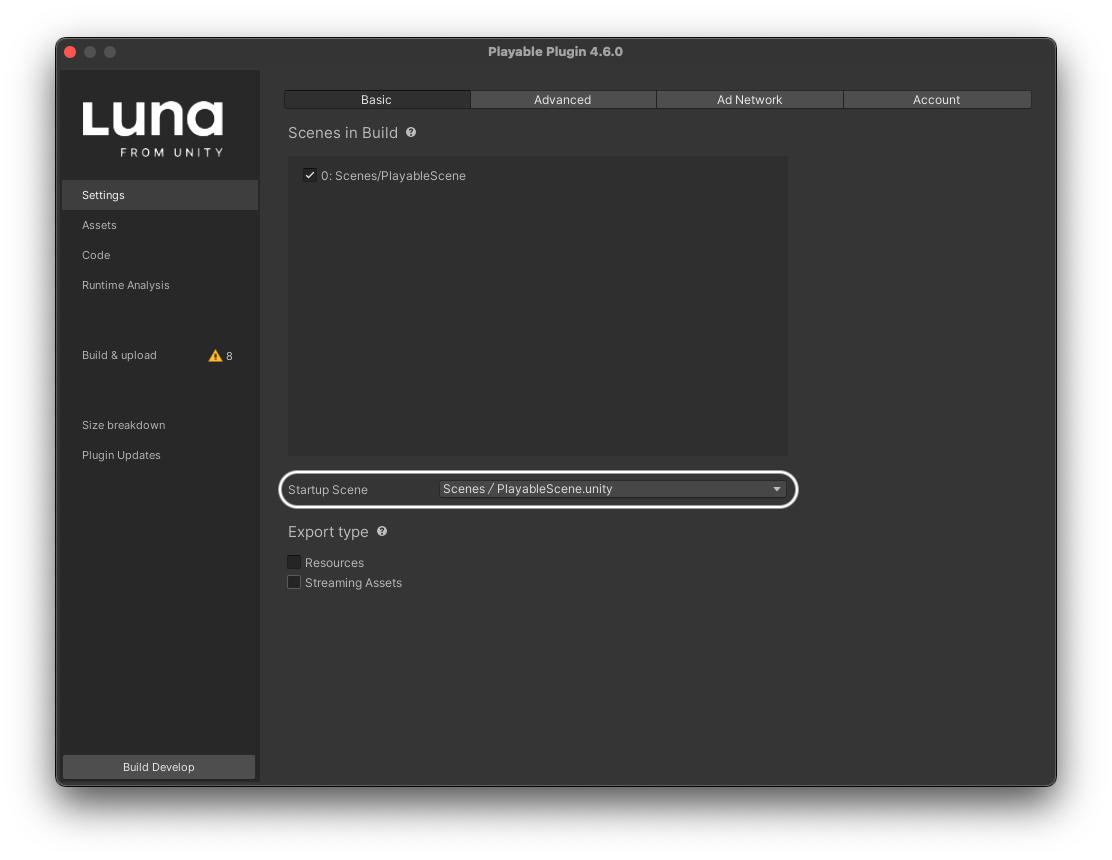 Playable Plugin 4.6.0
Luna
FROM UNITY
Settings
Assets
Code
Runtime Analysis
Build & upload 8
Size breakdown
Plugin Updates
Build Develop
Basic Advanced Ad Network Account
Scenes in Build ?
0: Scenes/PlayableScene
Startup Scene Scenes / PlayableScene.unity
Export type ?
Resources
Streaming Assets